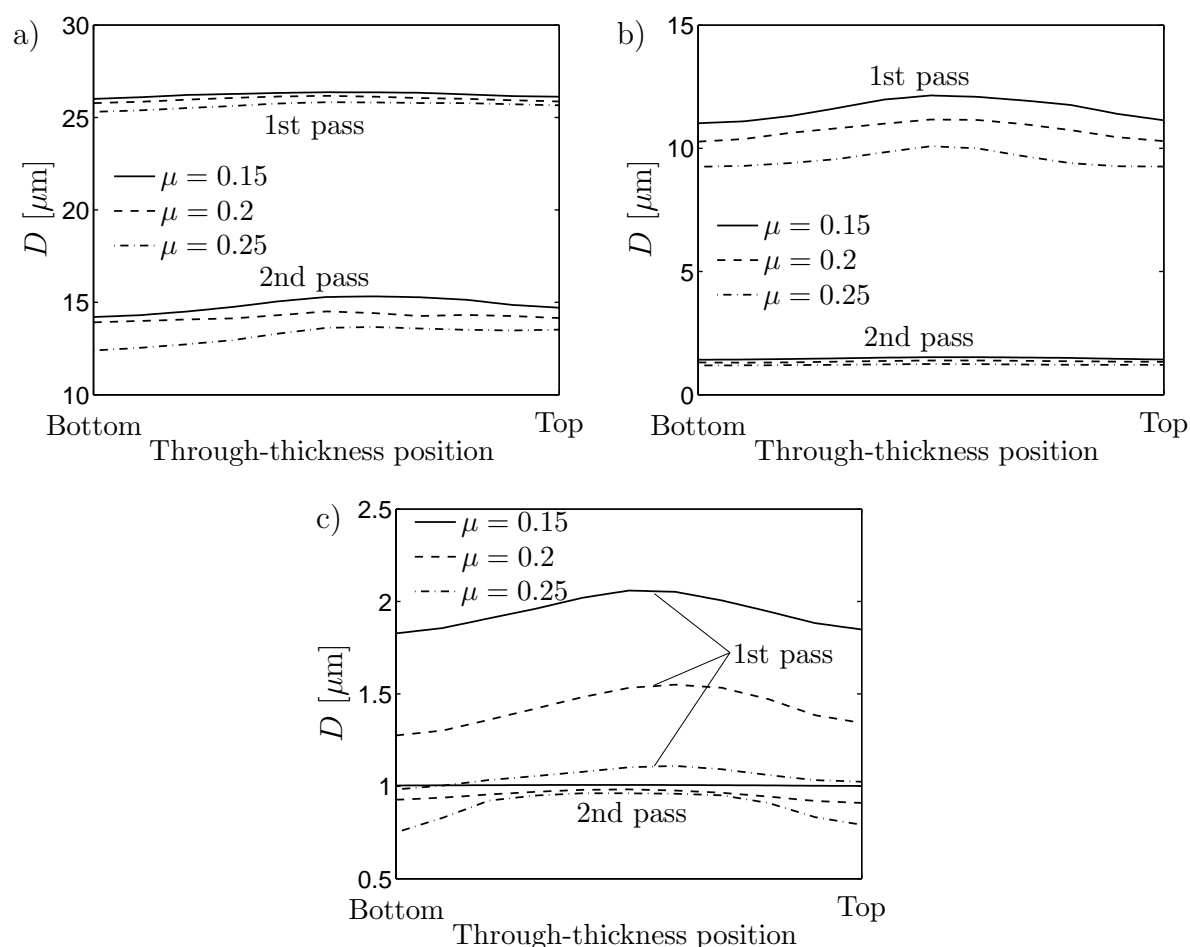 a)
30
25
20
15
10
D [μm]
1st pass
μ = 0.15
μ = 0.2
μ = 0.25
2nd pass
Bottom
Top
Through-thickness position
b)
15
10
5
0
D [μm]
1st pass
μ = 0.15
μ = 0.2
μ = 0.25
2nd pass
Bottom
Top
Through-thickness position
c)
2.5
2
1.5
1
0.5
D [μm]
μ = 0.15
μ = 0.2
μ = 0.25
1st pass
2nd pass
Bottom
Top
Through-thickness position